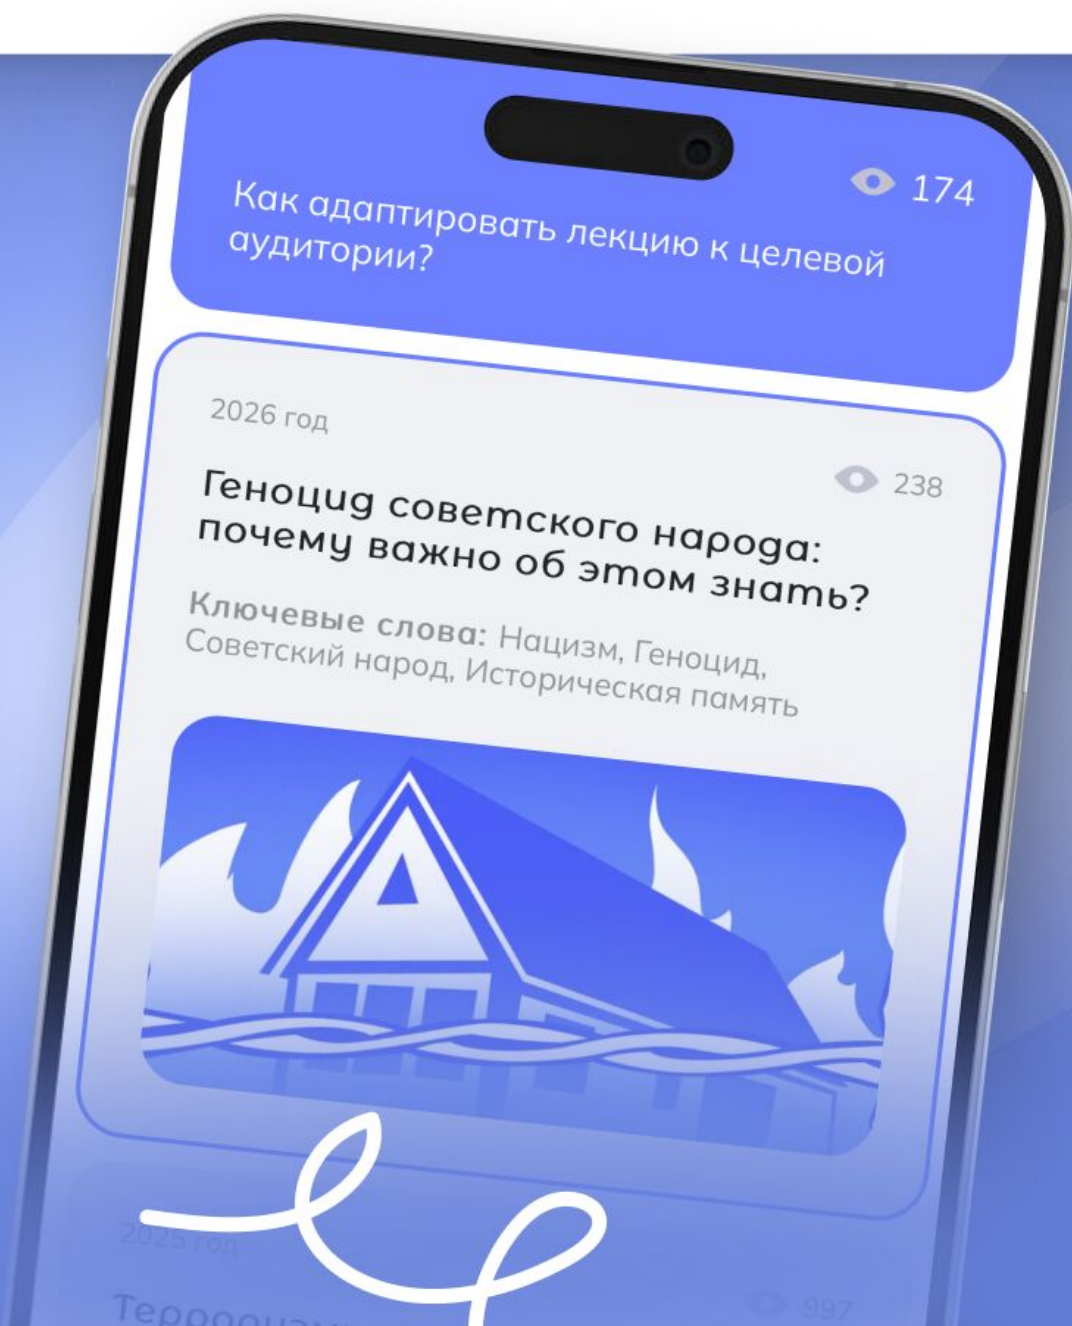 174
Как адаптировать лекцию к целевой
аудитории?
2026 год
238
Геноцид советского народа:
почему важно об этом знать?
Ключевые слова: Нацизм, Геноцид,
Советский народ, Историческая память
2025 год
997